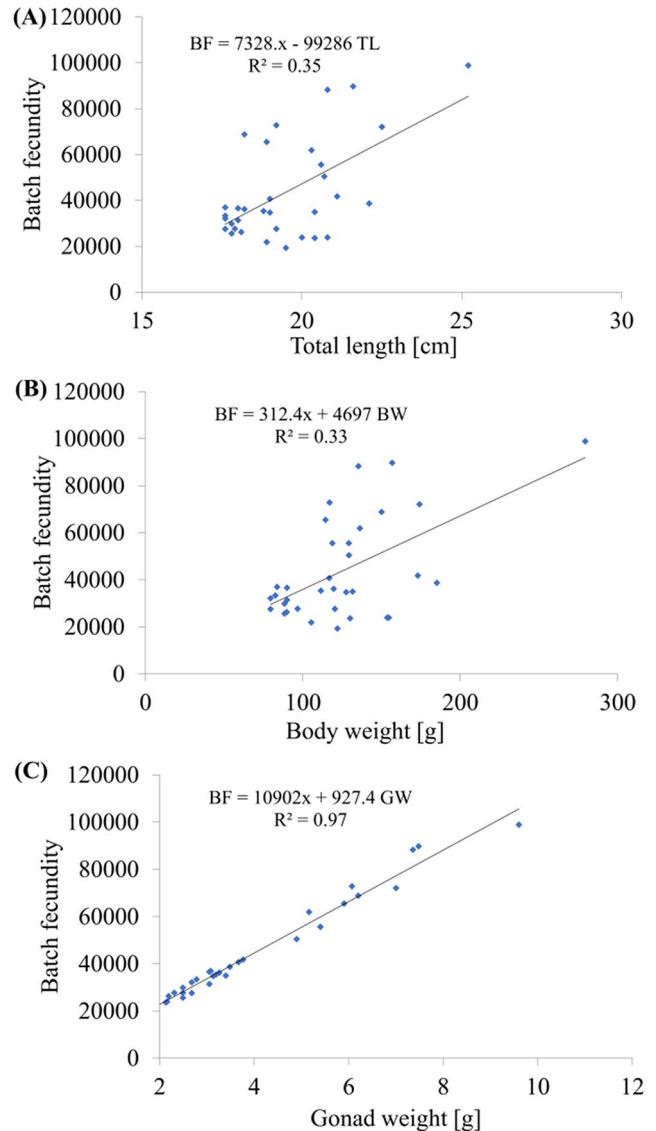 (A)
120000
BF = 7328.x - 99286 TL
100000
R² = 0.35
80000
Batch fecundity
60000
40000
20000
0
15 20 25 30
Total length [cm]
(B)
120000
BF = 312.4x + 4697 BW
100000
R² = 0.33
80000
Batch fecundity
60000
40000
20000
0
0 100 200 300
Body weight [g]
(C)
120000
BF = 10902x + 927.4 GW
100000
R² = 0.97
80000
Batch fecundity
60000
40000
20000
0
2 4 6 8 10 12
Gonad weight [g]